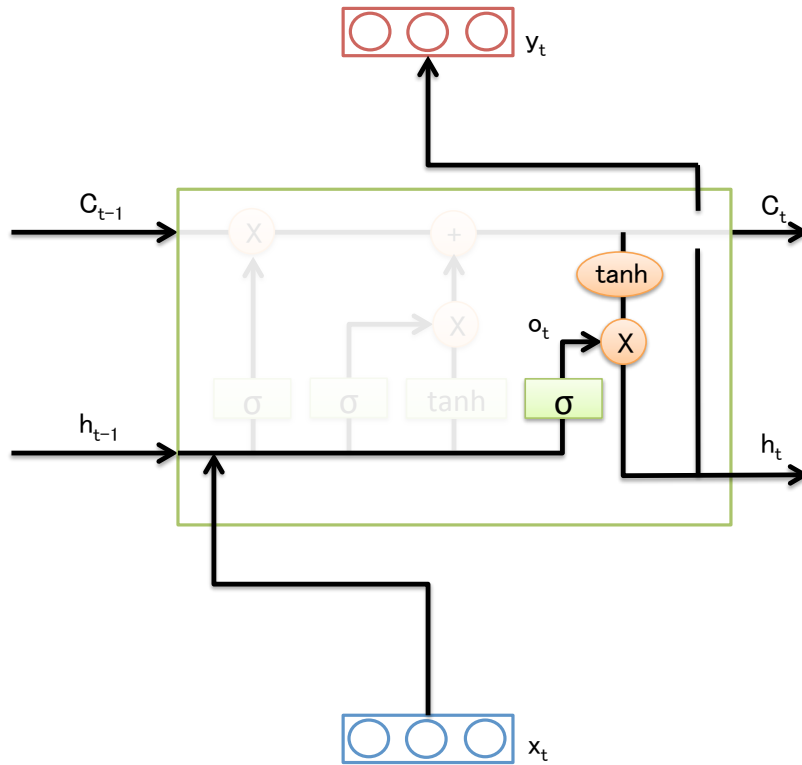 yₜ
Cₜ₋₁
Cₜ
X
+
tanh
X
oₜ
X
σ
σ
tanh
σ
hₜ₋₁
hₜ
xₜ